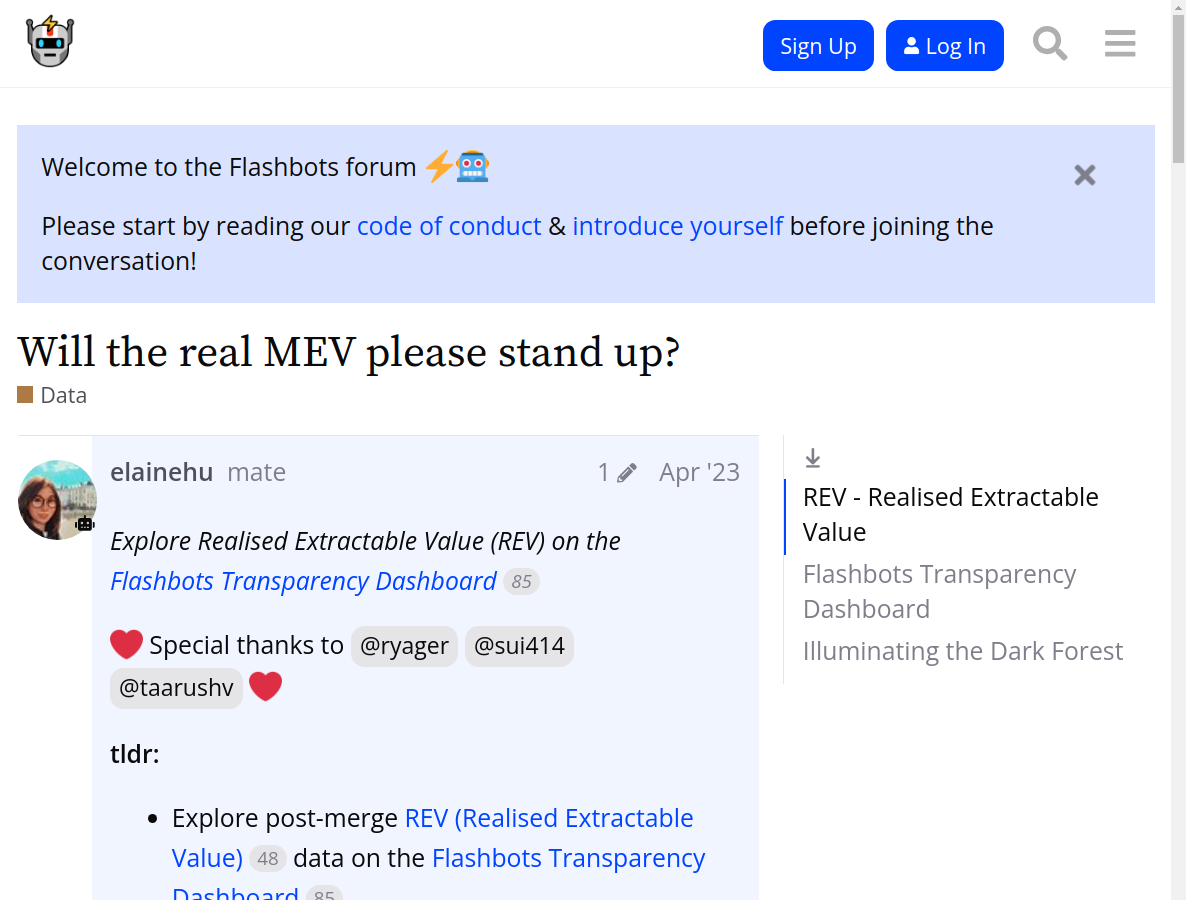 Sign Up
Log In
Welcome to the Flashbots forum
Please start by reading our code of conduct & introduce yourself before joining the
conversation!
Will the real MEV please stand up?
Data
elainehu mate 1 Apr '23
Explore Realised Extractable Value (REV) on the
Flashbots Transparency Dashboard 85
Special thanks to @ryager @sui414
@taarushv
tldr:
Explore post-merge REV (Realised Extractable
Value) 48 data on the Flashbots Transparency
Dashboard 85
REV - Realised Extractable
Value
Flashbots Transparency
Dashboard
Illuminating the Dark Forest